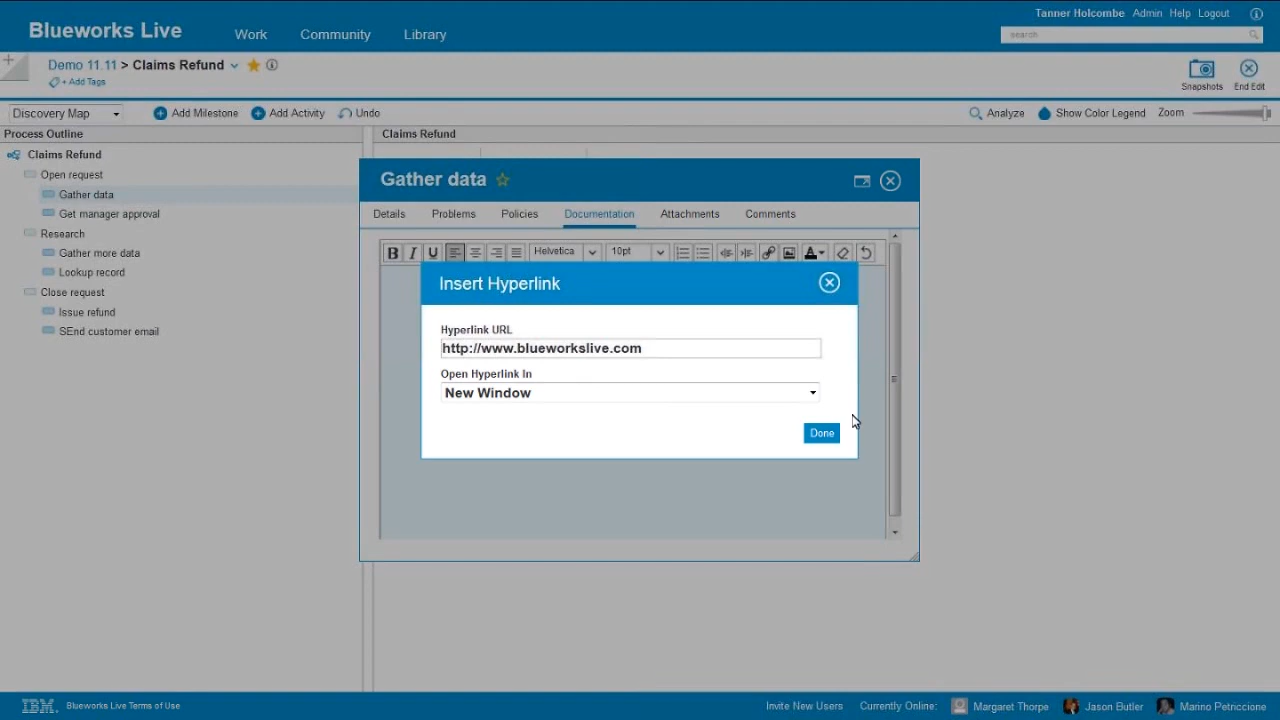 Tanner Holcombe Admin Help Logout
Blueworks Live
Work Community Library
search
Demo 11.11 > Claims Refund
+ Add Tags
Snapshots End Edit
Discovery Map Add Milestone Add Activity Undo Analyze Show Color Legend Zoom
Process Outline
Claims Refund
Claims Refund
Open request
Gather data
Get manager approval
Research
Gather more data
Lookup record
Close request
Issue refund
SEnd customer email
Gather data
Details Problems Policies Documentation Attachments Comments
B I U Helvetica 10pt A
Insert Hyperlink
Hyperlink URL
http://www.blueworkslive.com
Open Hyperlink In
New Window
Done
IBM. Blueworks Live Terms of Use Invite New Users Currently Online: Margaret Thorpe Jason Butler Marino Petriccione